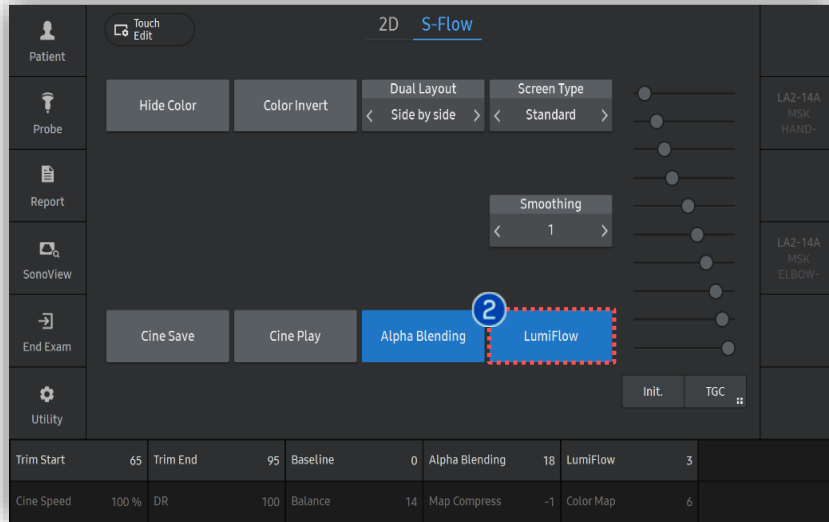 Patient
Probe
Report
SonoView
End Exam
Utility
Touch
Edit
2D S-Flow
Hide Color
Color Invert
Dual Layout
< Side by side >
Screen Type
< Standard >
Smoothing
< 1 >
Cine Save
Cine Play
Alpha Blending
2
LumiFlow
Init.
TGC
LA2-14A
MSK
HAND-
LA2-14A
MSK
ELBOW-
Trim Start 65 Trim End 95 Baseline 0 Alpha Blending 18 LumiFlow 3
Cine Speed 100 % DR 100 Balance 14 Map Compress -1 Color Map 6